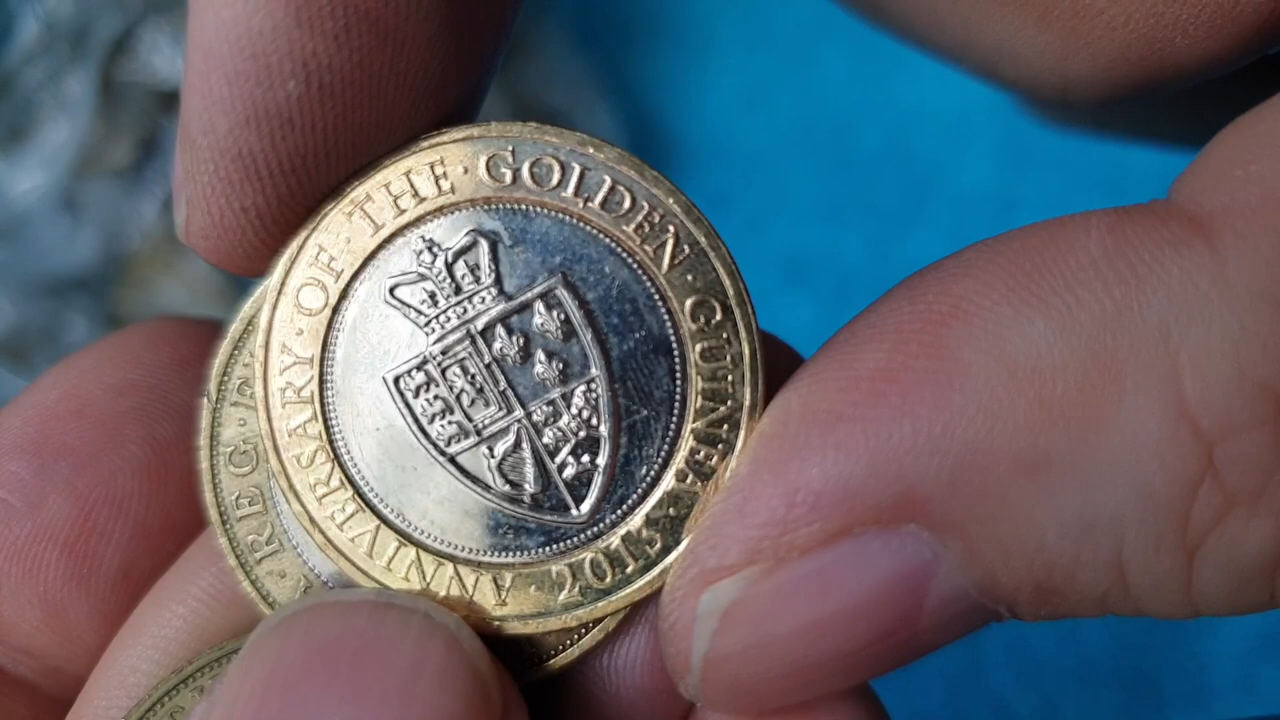 ANNIVERSARY · OF · THE · GOLDEN · GUINEA · 2013 ·
REG ·